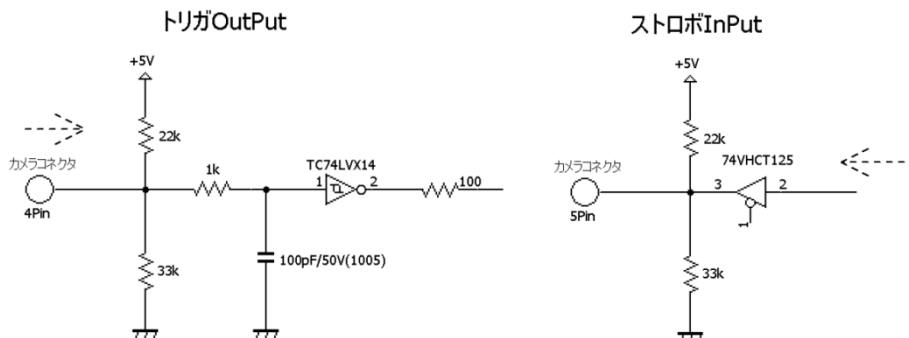 トリガOutPut
+5V
22k
カメラコネクタ
4Pin
1k
TC74LVX14
1
2
100
100pF/50V(1005)
33k
ストロボInPut
+5V
22k
74VHCT125
カメラコネクタ
5Pin
3
2
1
33k